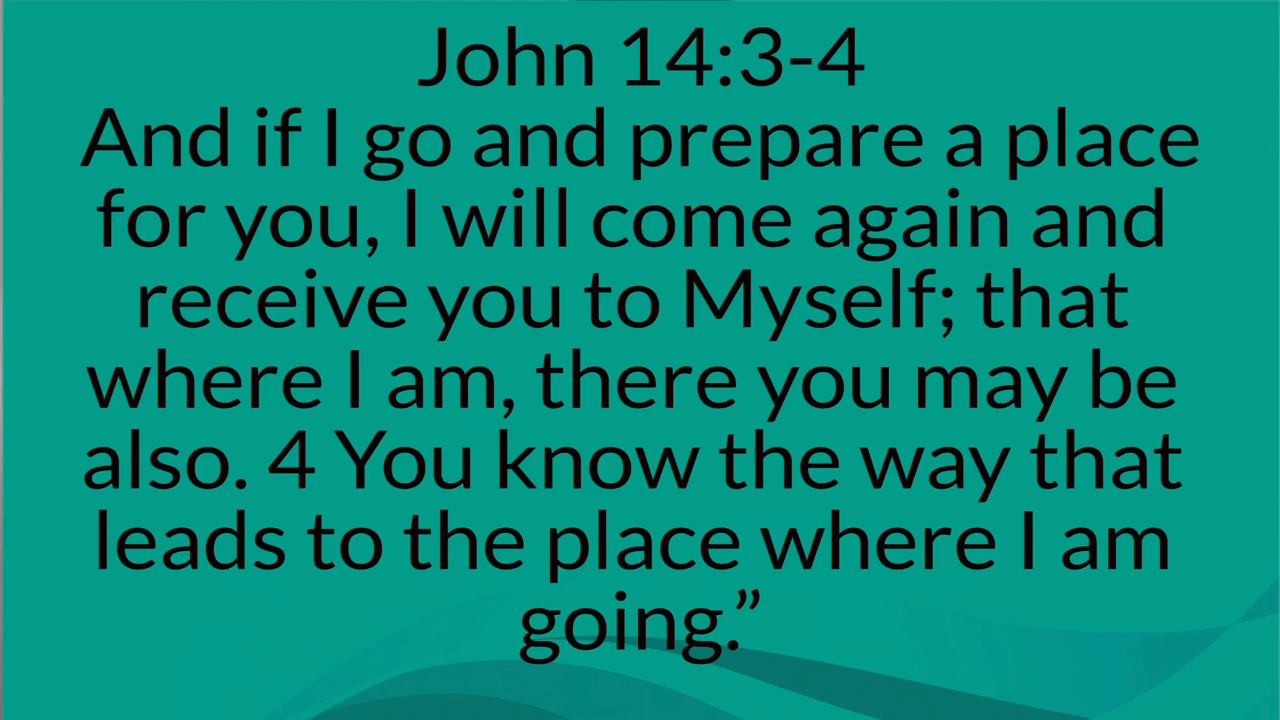 John 14:3-4
And if I go and prepare a place
for you, I will come again and
receive you to Myself; that
where I am, there you may be
also. 4 You know the way that
leads to the place where I am
going.”